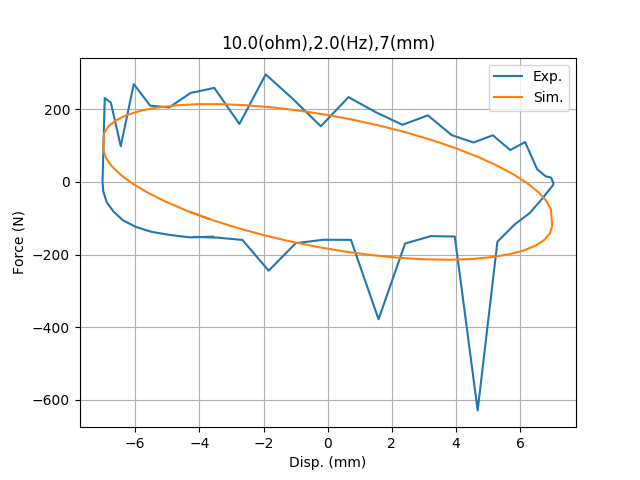 10.0(ohm),2.0(Hz),7(mm)
Exp.
Sim.
200
0
−200
−400
−600
Force (N)
−6 −4 −2 0 2 4 6
Disp. (mm)